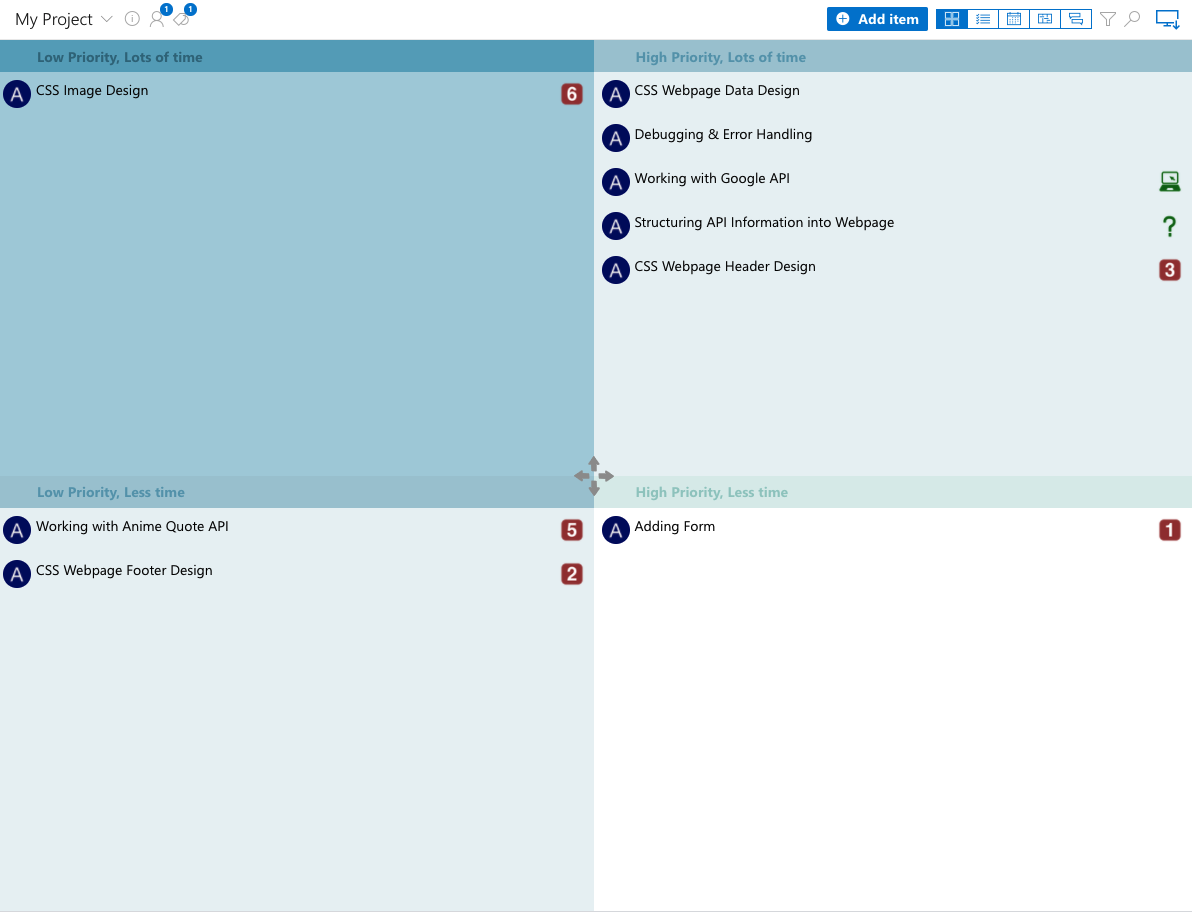 My Project
1
1
Add item
Low Priority, Lots of time
A CSS Image Design 6
High Priority, Lots of time
A CSS Webpage Data Design
A Debugging & Error Handling
A Working with Google API
A Structuring API Information into Webpage ?
A CSS Webpage Header Design 3
Low Priority, Less time
A Working with Anime Quote API 5
A CSS Webpage Footer Design 2
High Priority, Less time
A Adding Form 1